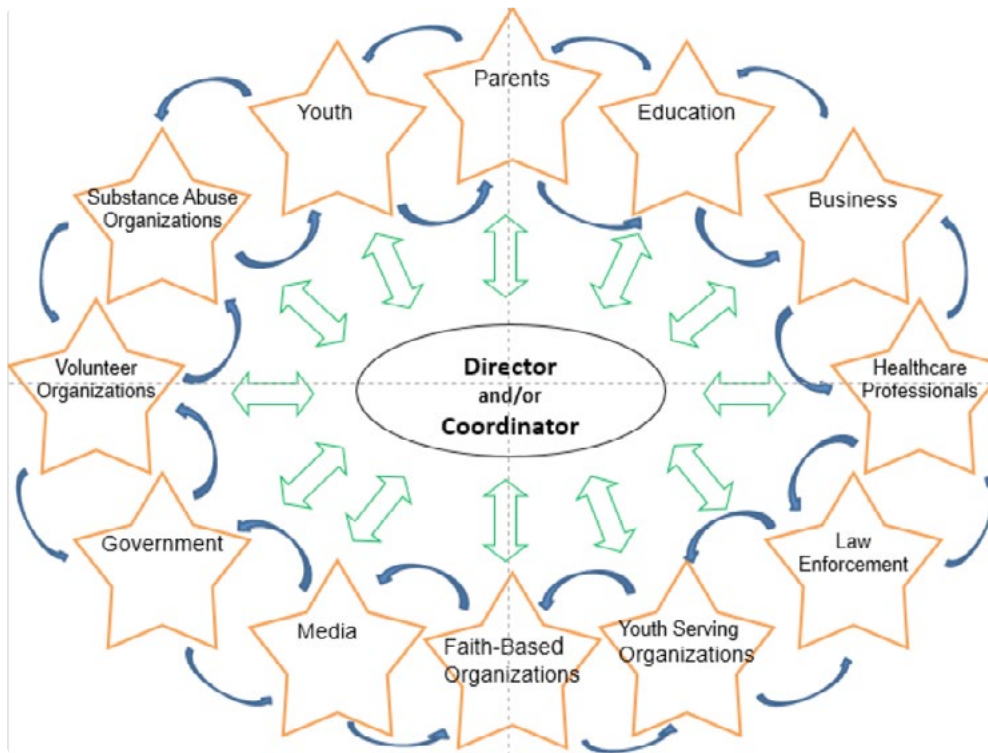 Parents
Youth
Education
Substance Abuse
Organizations
Business
Volunteer
Organizations
Director
and/or
Coordinator
Healthcare
Professionals
Government
Law
Enforcement
Media
Faith-Based
Organizations
Youth Serving
Organizations